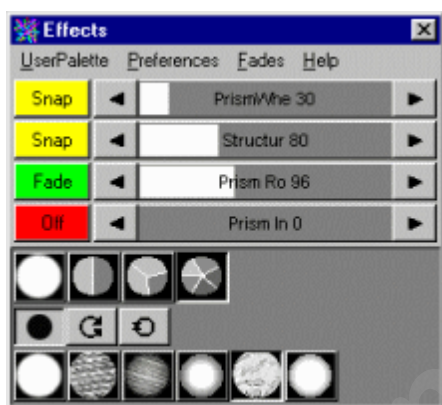 Effects
UserPalette Preferences Fades Help
Snap PrismWhe 30
Snap Structur 80
Fade Prism Ro 96
Off Prism In 0